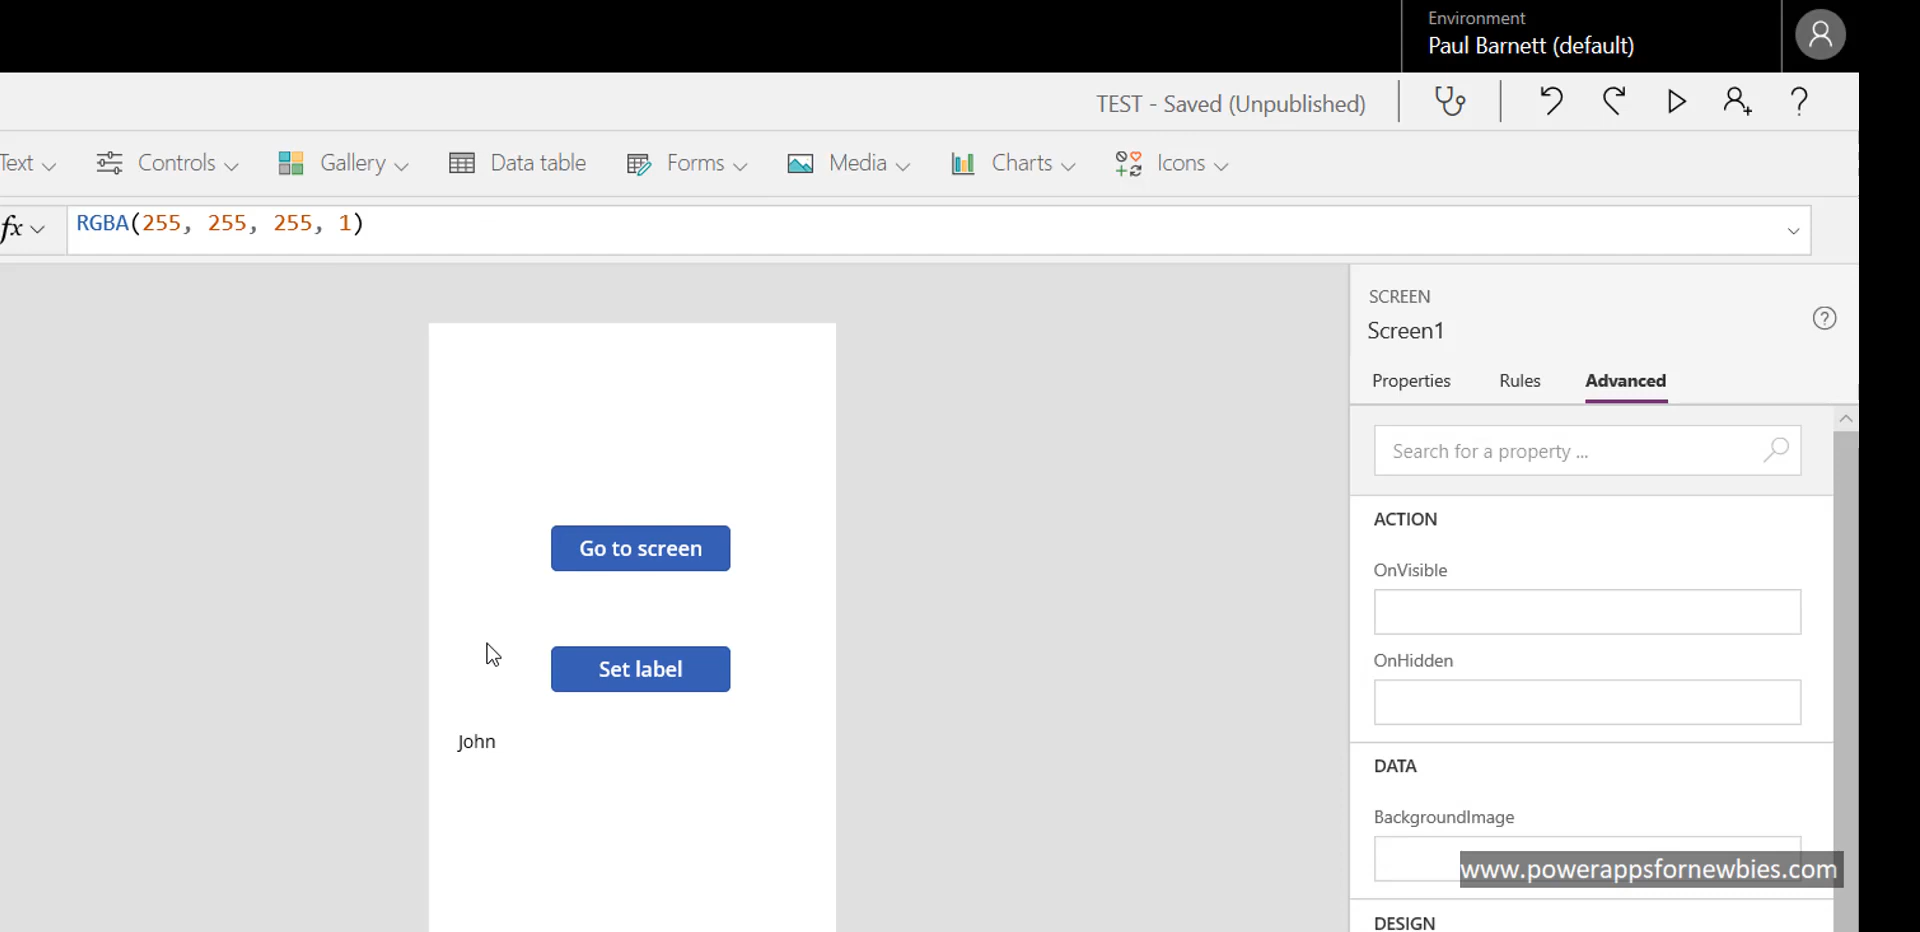 Environment
Paul Barnett (default)
TEST - Saved (Unpublished)
Text Controls Gallery Data table Forms Media Charts Icons
fx RGBA(255, 255, 255, 1)
SCREEN
Screen1
Properties Rules Advanced
Search for a property ...
ACTION
OnVisible
OnHidden
DATA
BackgroundImage
DESIGN
Go to screen
Set label
John
www.powerappsfornewbies.com